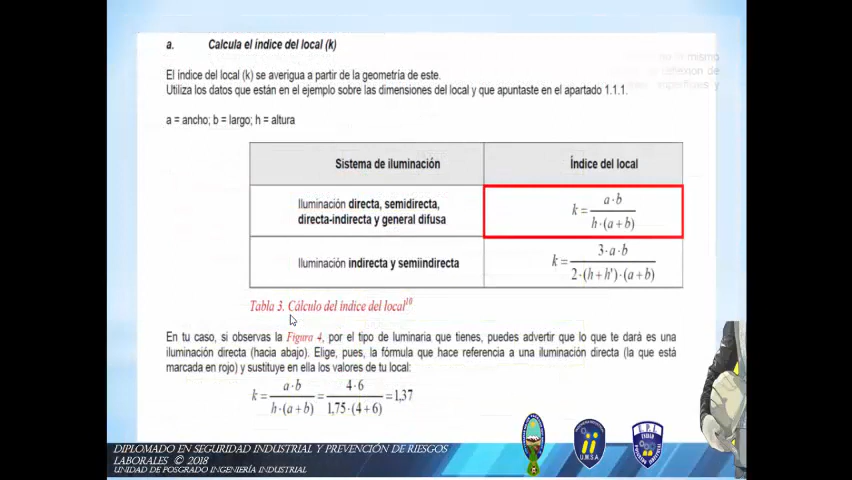 a. Calcula el índice del local (k)
mismo
El índice del local (k) se averigua a partir de la geometría de este.
Utiliza los datos que están en el ejemplo sobre las dimensiones del local y que apuntaste en el apartado 1.1.1.
a = ancho; b = largo; h = altura
Sistema de iluminación Índice del local
Iluminación directa, semidirecta,
directa-indirecta y general difusa
k = a·b / h·(a+b)
Iluminación indirecta y semiindirecta
k = 3·a·b / 2·(h+h')·(a+b)
Tabla 3. Cálculo del índice del local10
En tu caso, si observas la Figura 4, por el tipo de luminaria que tienes, puedes advertir que lo que te dará es una
iluminación directa (hacia abajo). Elige, pues, la fórmula que hace referencia a una iluminación directa (la que está
marcada en rojo) y sustituye en ella los valores de tu local:
k = a·b / h·(a+b) = 4·6 / 1,75·(4+6) = 1,37
DIPLOMADO EN SEGURIDAD INDUSTRIAL Y PREVENCIÓN DE RIESGOS
LABORALES © 2018
UNIDAD DE POSGRADO INGENIERÍA INDUSTRIAL
U.M.S.A.
U.P.I.